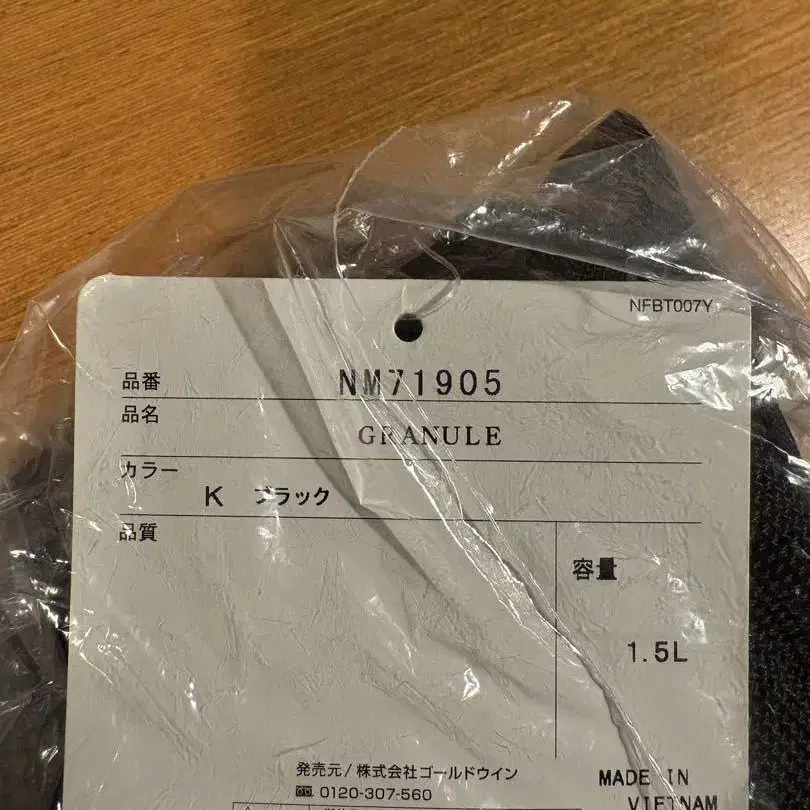 NFBT007Y
品番 NM71905
品名 GRANULE
カラー K ブラック
品質
容量
1.5L
発売元/株式会社ゴールドウイン
0120-307-560
MADE IN
VIETNAM